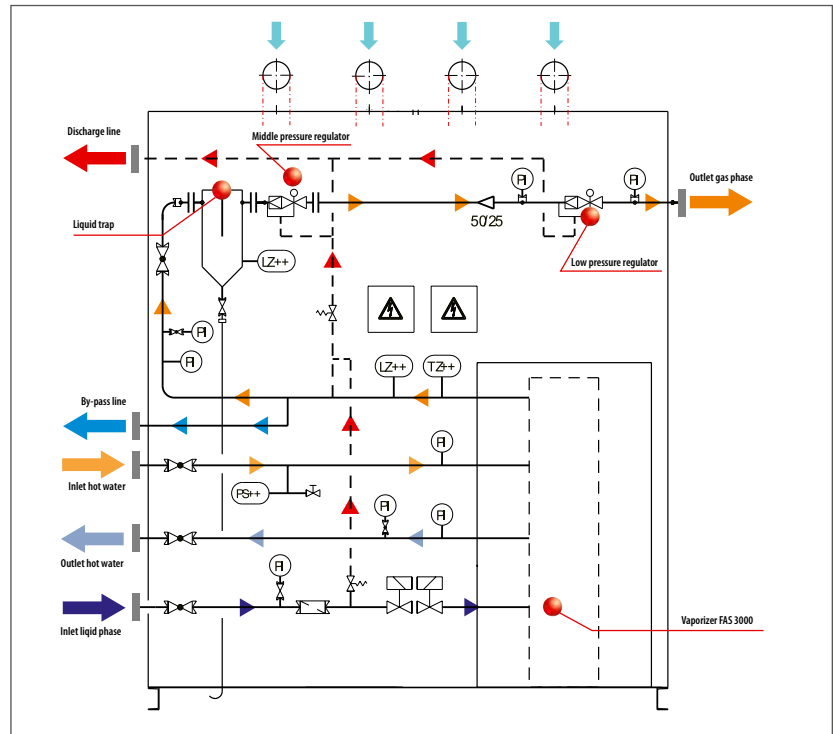 Discharge line
Middle pressure regulator
PI
PI
Outlet gas phase
50/25
Liquid trap
Low pressure regulator
LZ++
PI
PI
LZ++
TZ++
By-pass line
PI
Inlet hot water
PS++
PI
PI
Outlet hot water
PI
Inlet liqid phase
Vaporizer FAS 3000